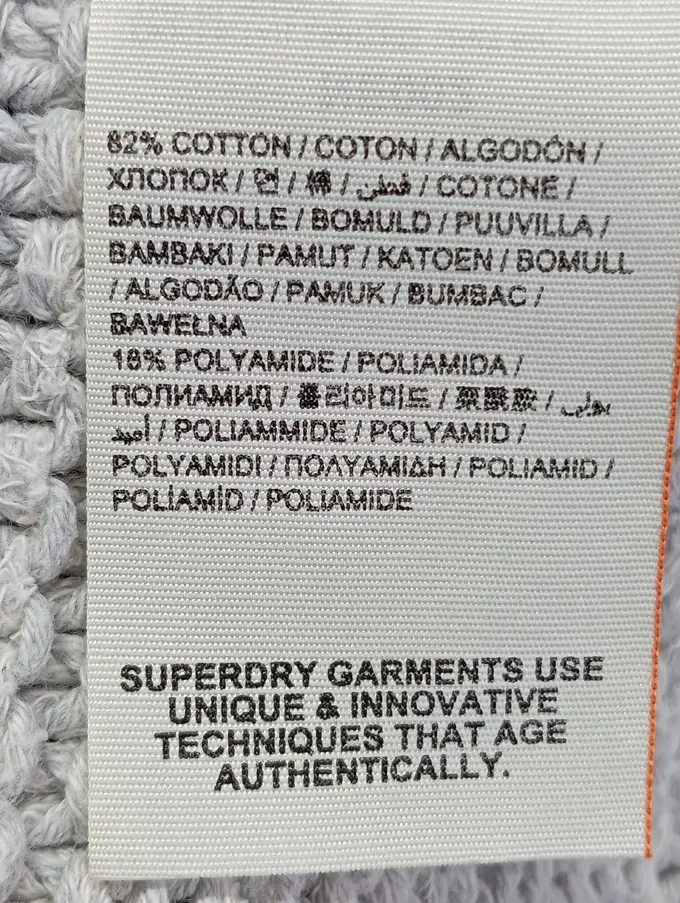 82% COTTON / COTON / ALGODÓN /
ХЛОПОК / 면 / 棉 / قطن / COTONE /
BAUMWOLLE / BOMULD / PUUVILLA /
BAMBAKI / PAMUT / KATOEN / BOMULL
/ ALGODÃO / PAMUK / BUMBAC /
BAWEŁNA
18% POLYAMIDE / POLIAMIDA /
ПОЛИАМИД / 폴리아미드 / 聚酰胺 / بولي
أميد / POLIAMMIDE / POLYAMID /
POLYAMIDI / ΠΟΛΥΑΜΙΔΗ / POLIAMID /
POLİAMİD / POLIAMIDE
SUPERDRY GARMENTS USE
UNIQUE & INNOVATIVE
TECHNIQUES THAT AGE
AUTHENTICALLY.